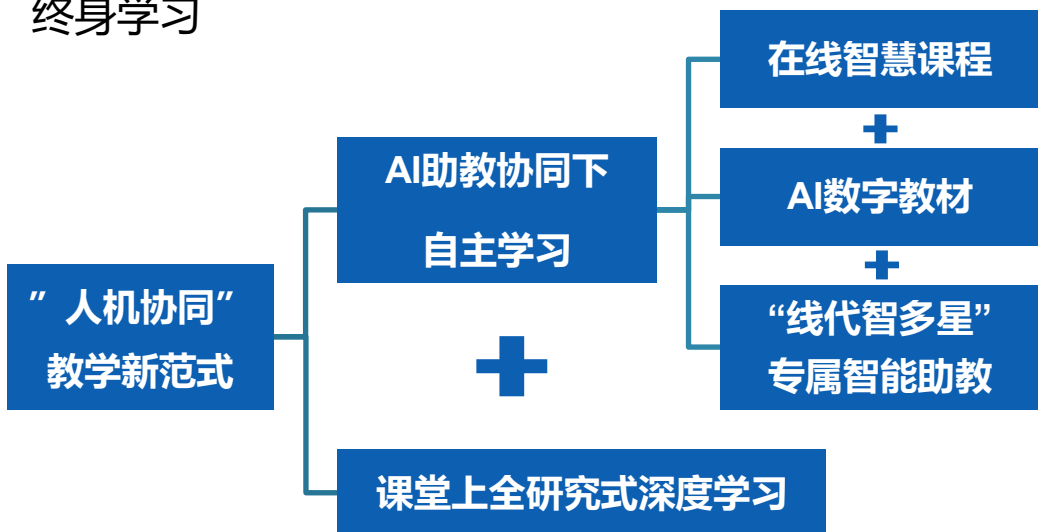 终身学习
在线智慧课程
AI助教协同下
自主学习
AI数字教材
”人机协同”
教学新范式
“线代智多星”
专属智能助教
课堂上全研究式深度学习